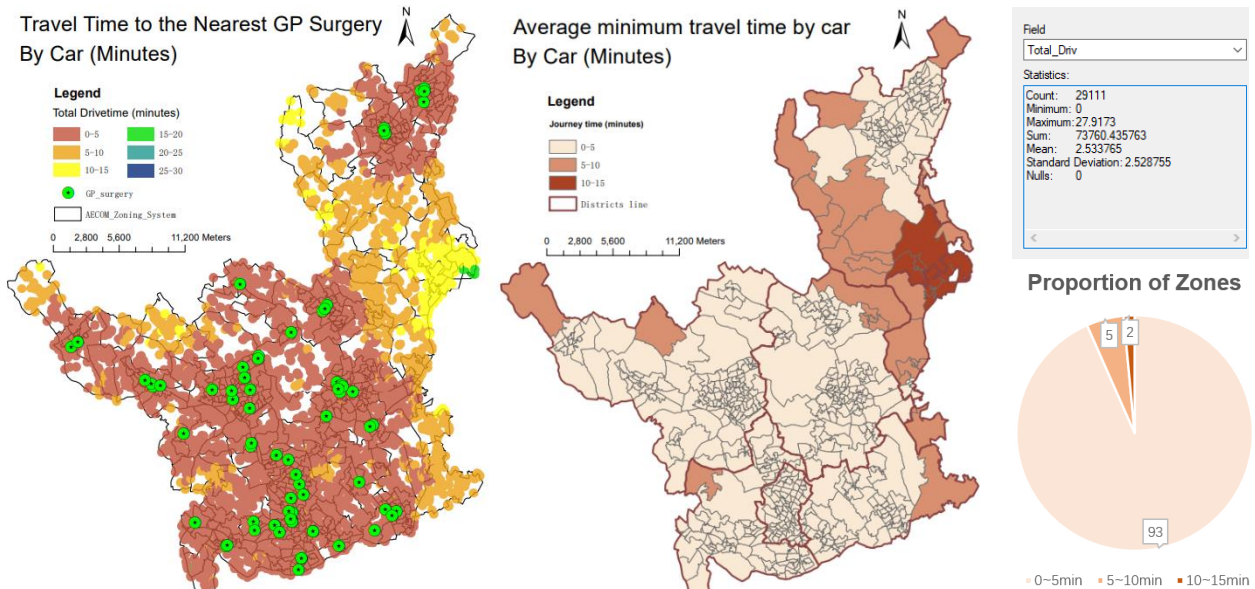 Travel Time to the Nearest GP Surgery
By Car (Minutes)
N
Legend
Total Drivetime (minutes)
0-5
5-10
10-15
15-20
20-25
25-30
GP_surgery
AECOM_Zoning_System
0 2,800 5,600 11,200 Meters
Average minimum travel time by car
By Car (Minutes)
N
Legend
Journey time (minutes)
0-5
5-10
10-15
Districts line
0 2,800 5,600 11,200 Meters
Field
Total_Driv
Statistics:
Count: 29111
Minimum: 0
Maximum: 27.9173
Sum: 73760.435763
Mean: 2.533765
Standard Deviation: 2.528755
Nulls: 0
Proportion of Zones
5
2
93
0~5min 5~10min 10~15min